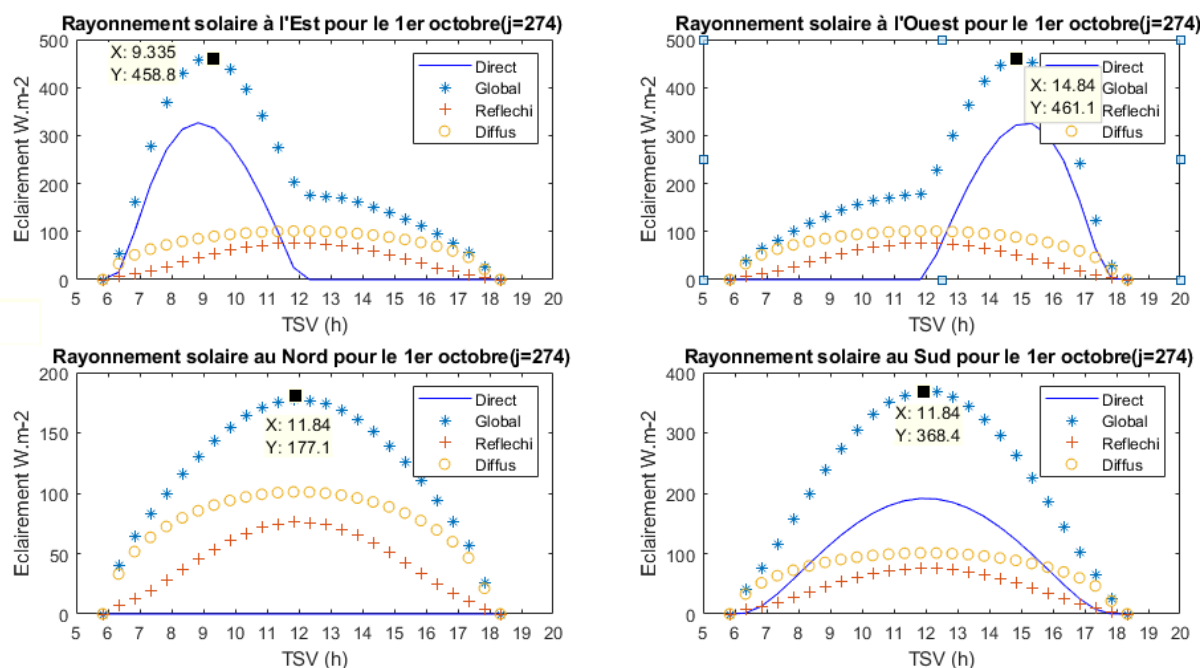 Rayonnement solaire à l'Est pour le 1er octobre(j=274)
500
400
300
200
100
0
Eclairement W.m-2
X: 9.335
Y: 458.8
Direct
Global
Reflechi
Diffus
5 6 7 8 9 10 11 12 13 14 15 16 17 18 19 20
TSV (h)
Rayonnement solaire à l'Ouest pour le 1er octobre(j=274)
500
400
300
200
100
0
Eclairement W.m-2
X: 14.84
Y: 461.1
Direct
Global
Reflechi
Diffus
5 6 7 8 9 10 11 12 13 14 15 16 17 18 19 20
TSV (h)
Rayonnement solaire au Nord pour le 1er octobre(j=274)
200
150
100
50
0
Eclairement W.m-2
X: 11.84
Y: 177.1
Direct
Global
Reflechi
Diffus
5 6 7 8 9 10 11 12 13 14 15 16 17 18 19 20
TSV (h)
Rayonnement solaire au Sud pour le 1er octobre(j=274)
400
300
200
100
0
Eclairement W.m-2
X: 11.84
Y: 368.4
Direct
Global
Reflechi
Diffus
5 6 7 8 9 10 11 12 13 14 15 16 17 18 19 20
TSV (h)